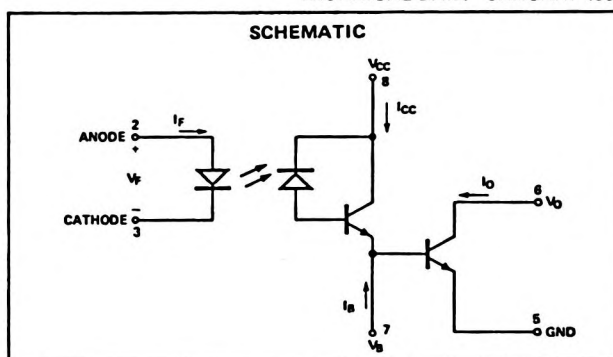 SCHEMATIC
VCC
8
ICC
2
IF
ANODE
+
VF
CATHODE
–
3
IO
6
VO
IB
7
VB
5
GND